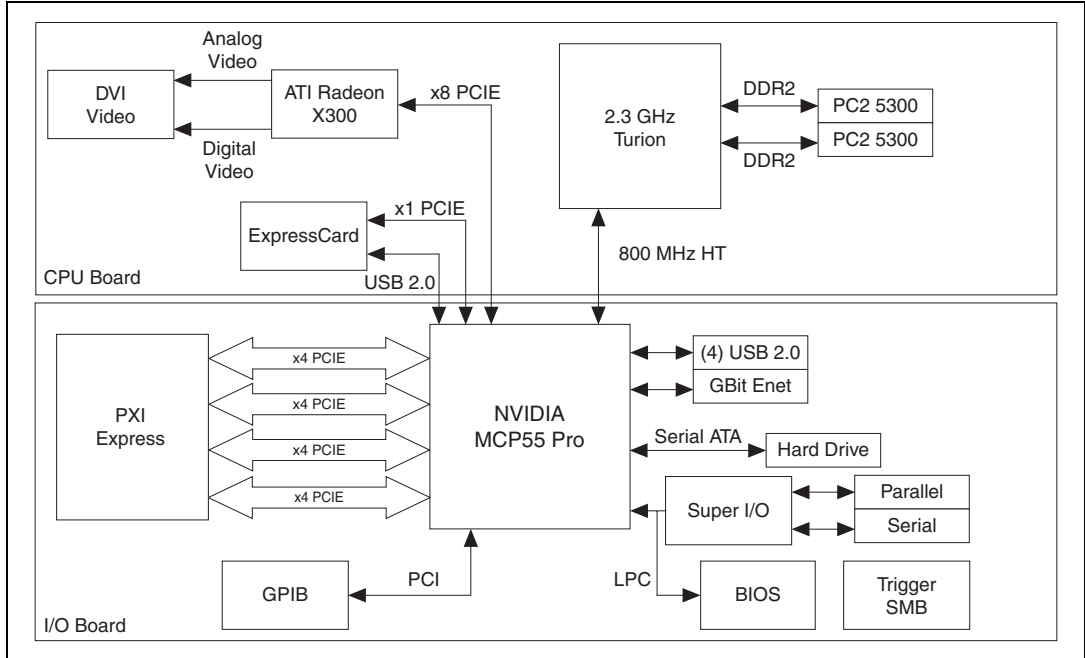 Analog
Video
DVI
Video
ATI Radeon
X300
x8 PCIE
Digital
Video
2.3 GHz
Turion
DDR2
DDR2
PC2 5300
PC2 5300
ExpressCard
x1 PCIE
USB 2.0
800 MHz HT
CPU Board
PXI
Express
x4 PCIE
x4 PCIE
x4 PCIE
x4 PCIE
NVIDIA
MCP55 Pro
(4) USB 2.0
GBit Enet
Serial ATA
Hard Drive
Super I/O
Parallel
Serial
GPIB
PCI
LPC
BIOS
Trigger
SMB
I/O Board